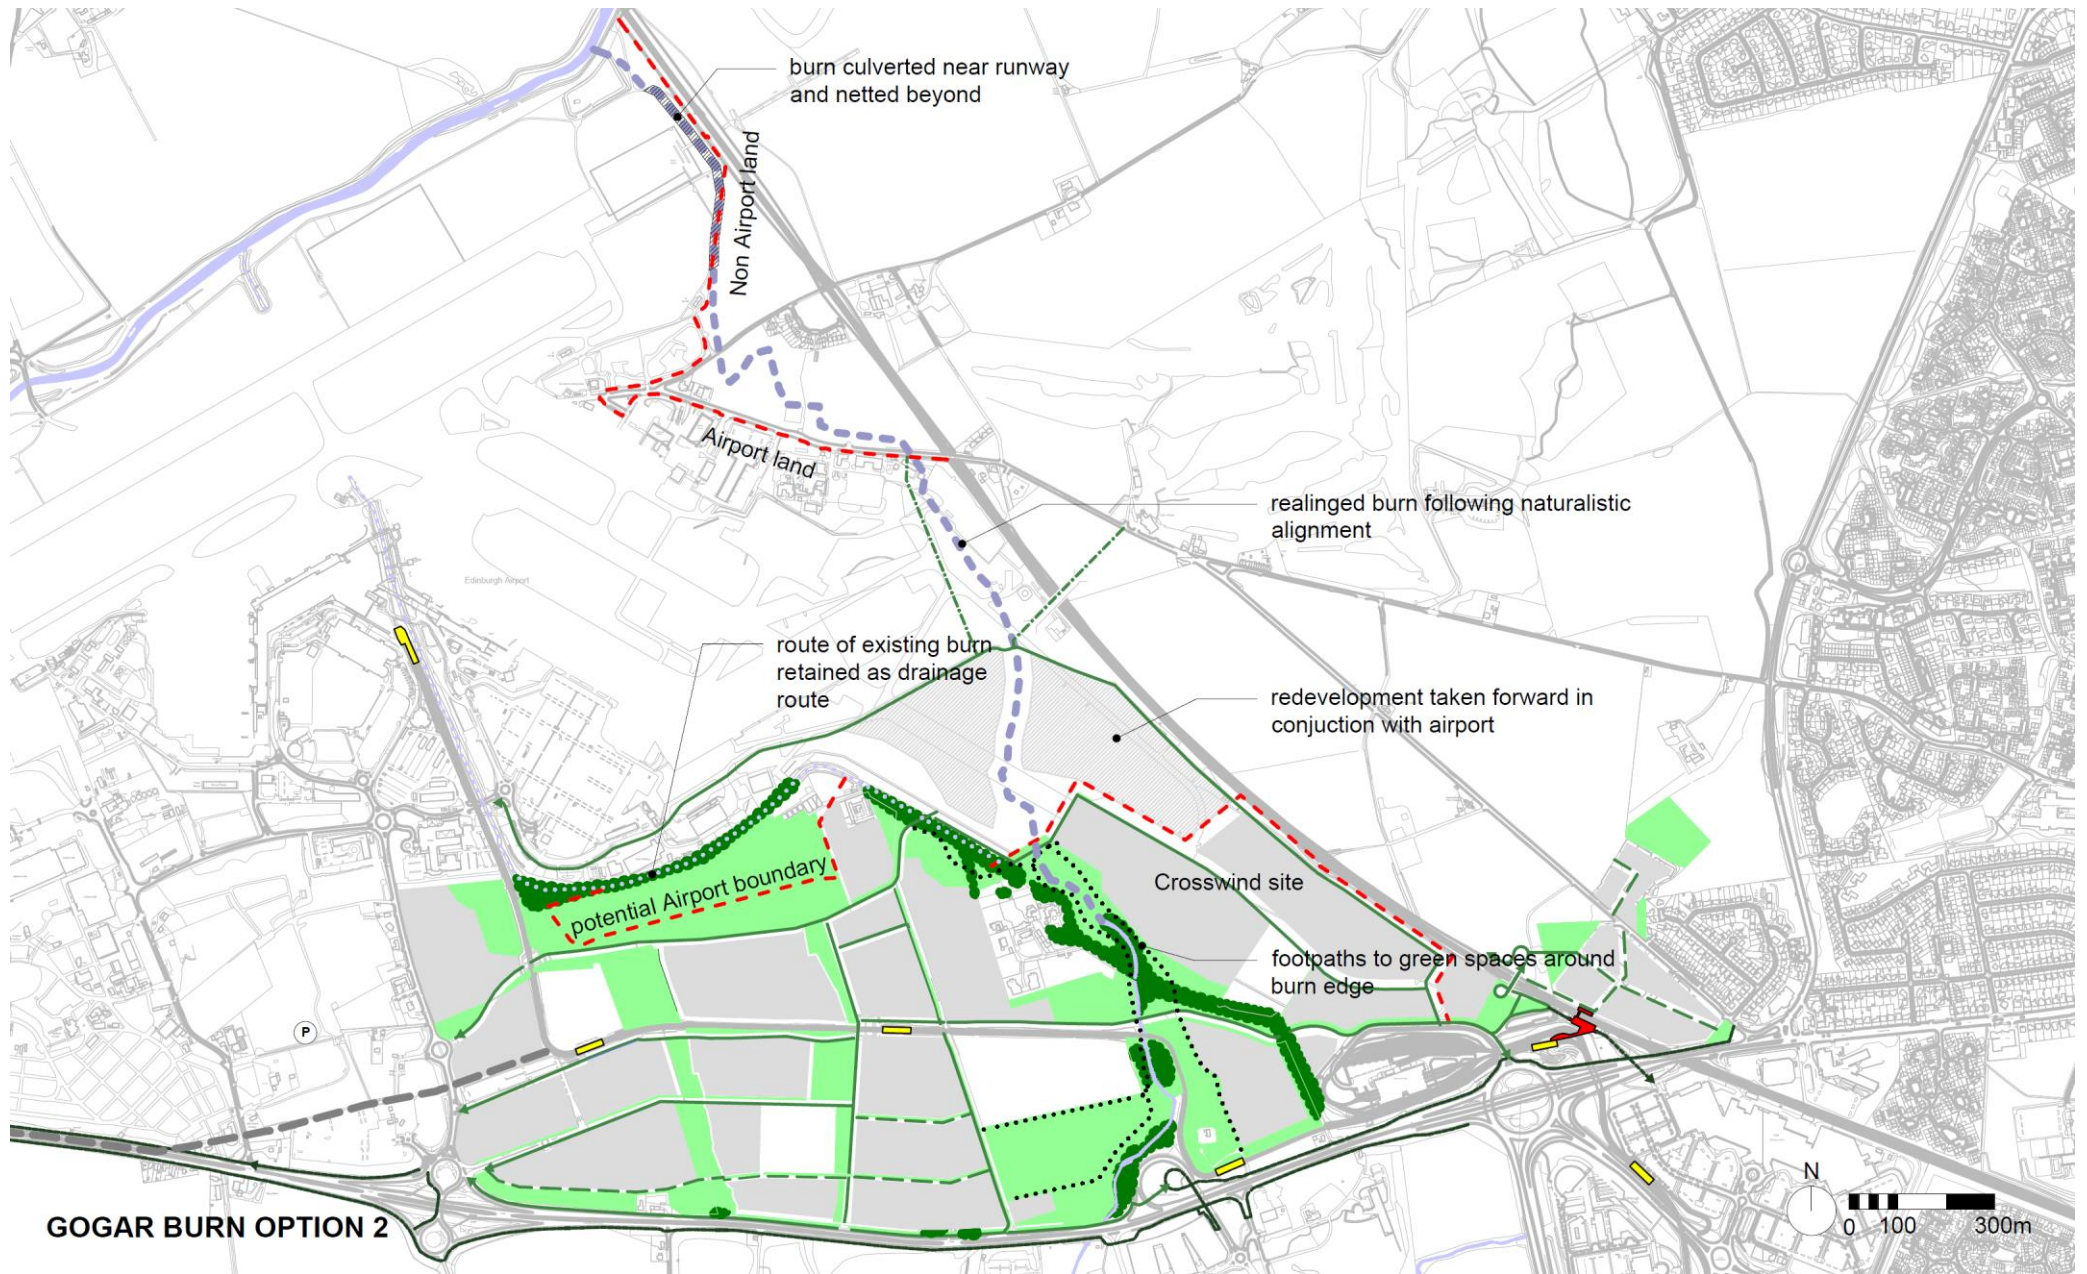 burn culverted near runway
and netted beyond
Non Airport land
Airport land
realinged burn following naturalistic
alignment
Edinburgh Airport
route of existing burn
retained as drainage
route
redevelopment taken forward in
conjuction with airport
potential Airport boundary
Crosswind site
footpaths to green spaces around
burn edge
P
GOGAR BURN OPTION 2
N
0 100 300m